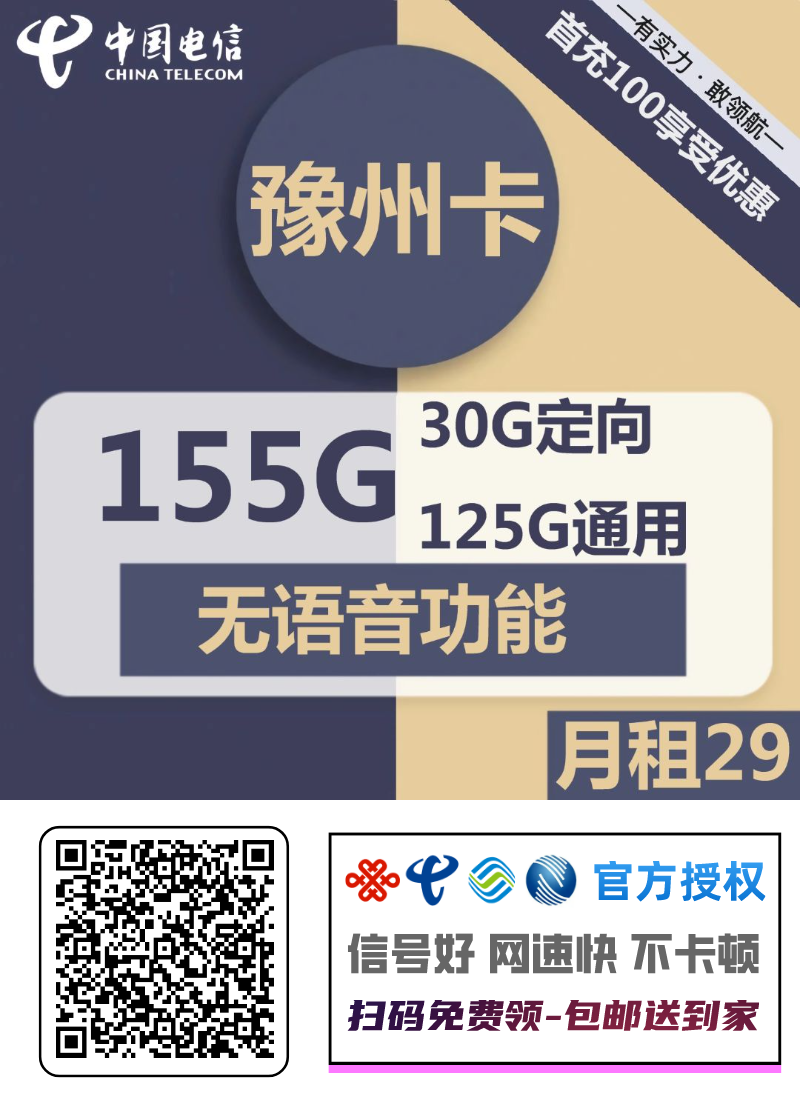 中国电信
CHINA TELECOM
一有实力·敢领航一
首充100享受优惠
豫州卡
155G
30G定向
125G通用
无语音功能
月租29
官方授权
信号好 网速快 不卡顿
扫码免费领-包邮送到家